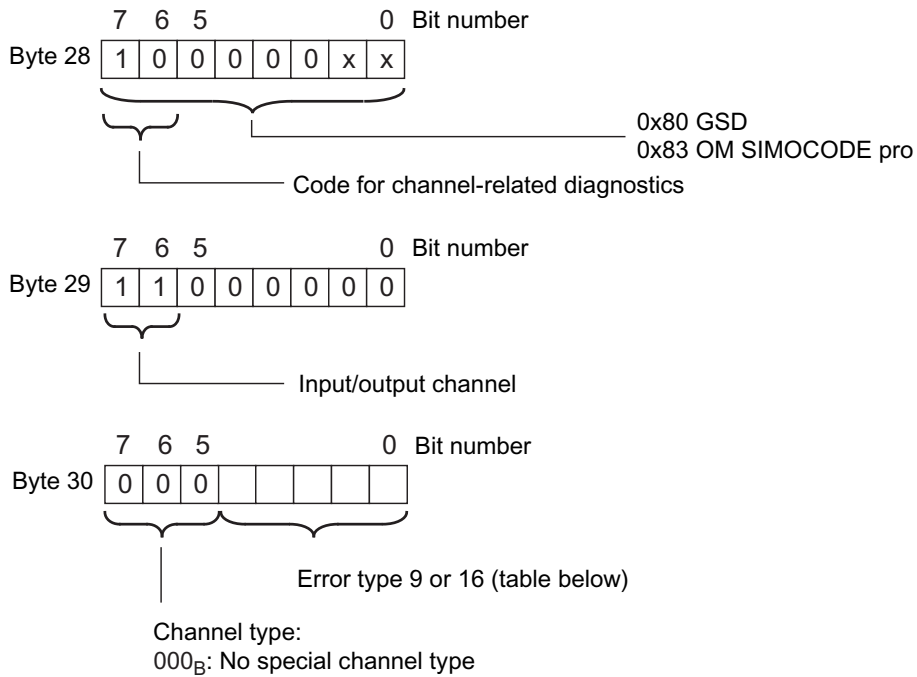 7 6 5 0 Bit number
Byte 28 1 0 0 0 0 0 x x
0x80 GSD
0x83 OM SIMOCODE pro
Code for channel-related diagnostics
7 6 5 0 Bit number
Byte 29 1 1 0 0 0 0 0 0
Input/output channel
7 6 5 0 Bit number
Byte 30 0 0 0
Error type 9 or 16 (table below)
Channel type:
000B: No special channel type